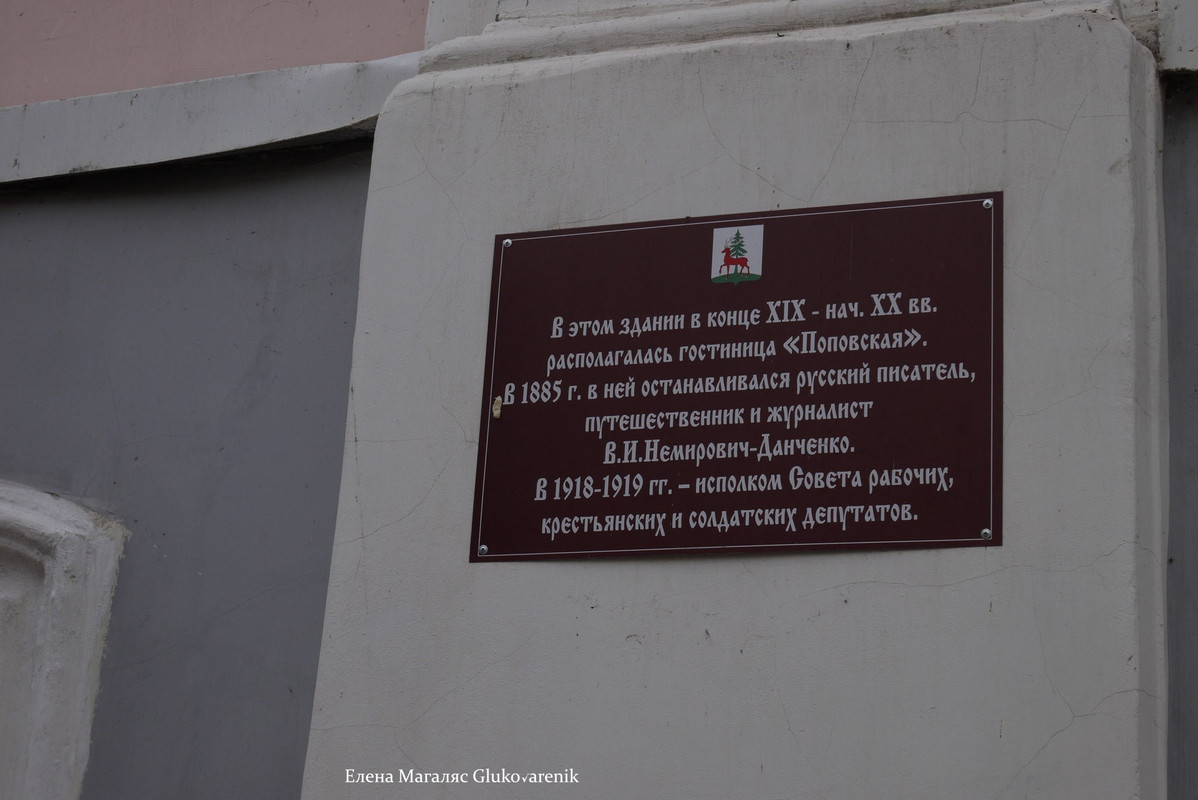 В этом здании в конце XIX - нач. XX вв.
располагалась гостиница «Поповская».
В 1885 г. в ней останавливался русский писатель,
путешественник и журналист
В.И.Немирович-Данченко.
В 1918-1919 гг. – исполком Совета рабочих,
крестьянских и солдатских депутатов.
Елена Магаляс Glukovarenik